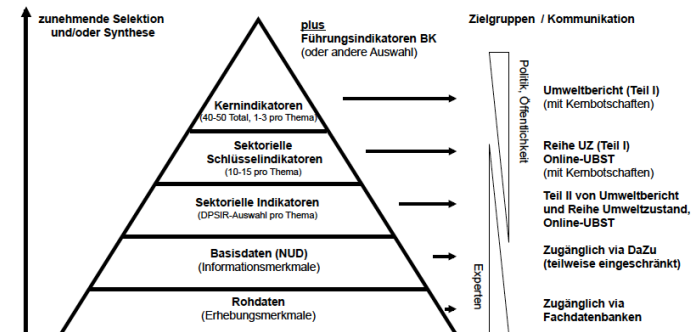 zunehmende Selektion
und/oder Synthese
plus
Führungsindikatoren BK
(oder andere Auswahl)
Zielgruppen / Kommunikation
Kernindikatoren
(40-50 Total, 1-3 pro Thema)
Umweltbericht (Teil I)
(mit Kernbotschaften)
Sektorielle
Schlüsselindikatoren
(10-15 pro Thema)
Reihe UZ (Teil I)
Online-UBST
(mit Kernbotschaften)
Sektorielle Indikatoren
(DPSIR-Auswahl pro Thema)
Teil II von Umweltbericht
und Reihe Umweltzustand,
Online-UBST
Basisdaten (NUD)
(Informationsmerkmale)
Zugänglich via DaZu
(teilweise eingeschränkt)
Rohdaten
(Erhebungsmerkmale)
Zugänglich via
Fachdatenbanken
Politik, Öffentlichkeit
Experten